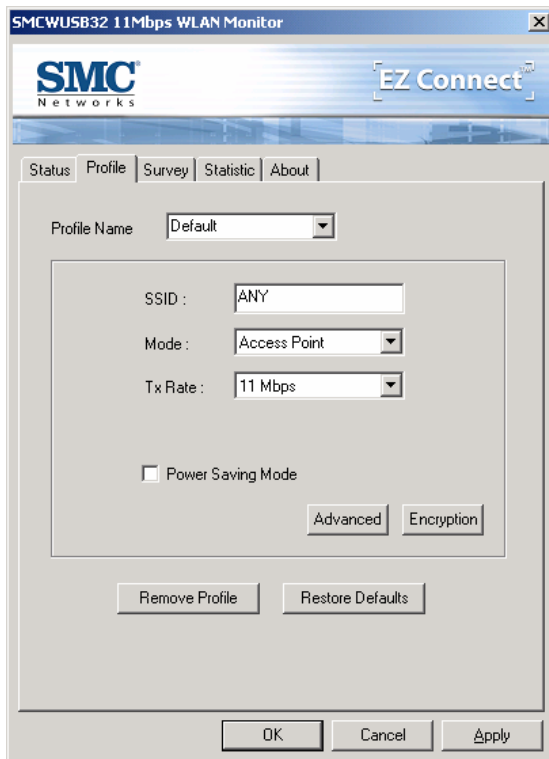 SMCWUSB32 11Mbps WLAN Monitor
SMC®
Networks
EZ Connect™
Status Profile Survey Statistic About
Profile Name Default
SSID : ANY
Mode : Access Point
Tx Rate : 11 Mbps
Power Saving Mode
Advanced Encryption
Remove Profile Restore Defaults
OK Cancel Apply